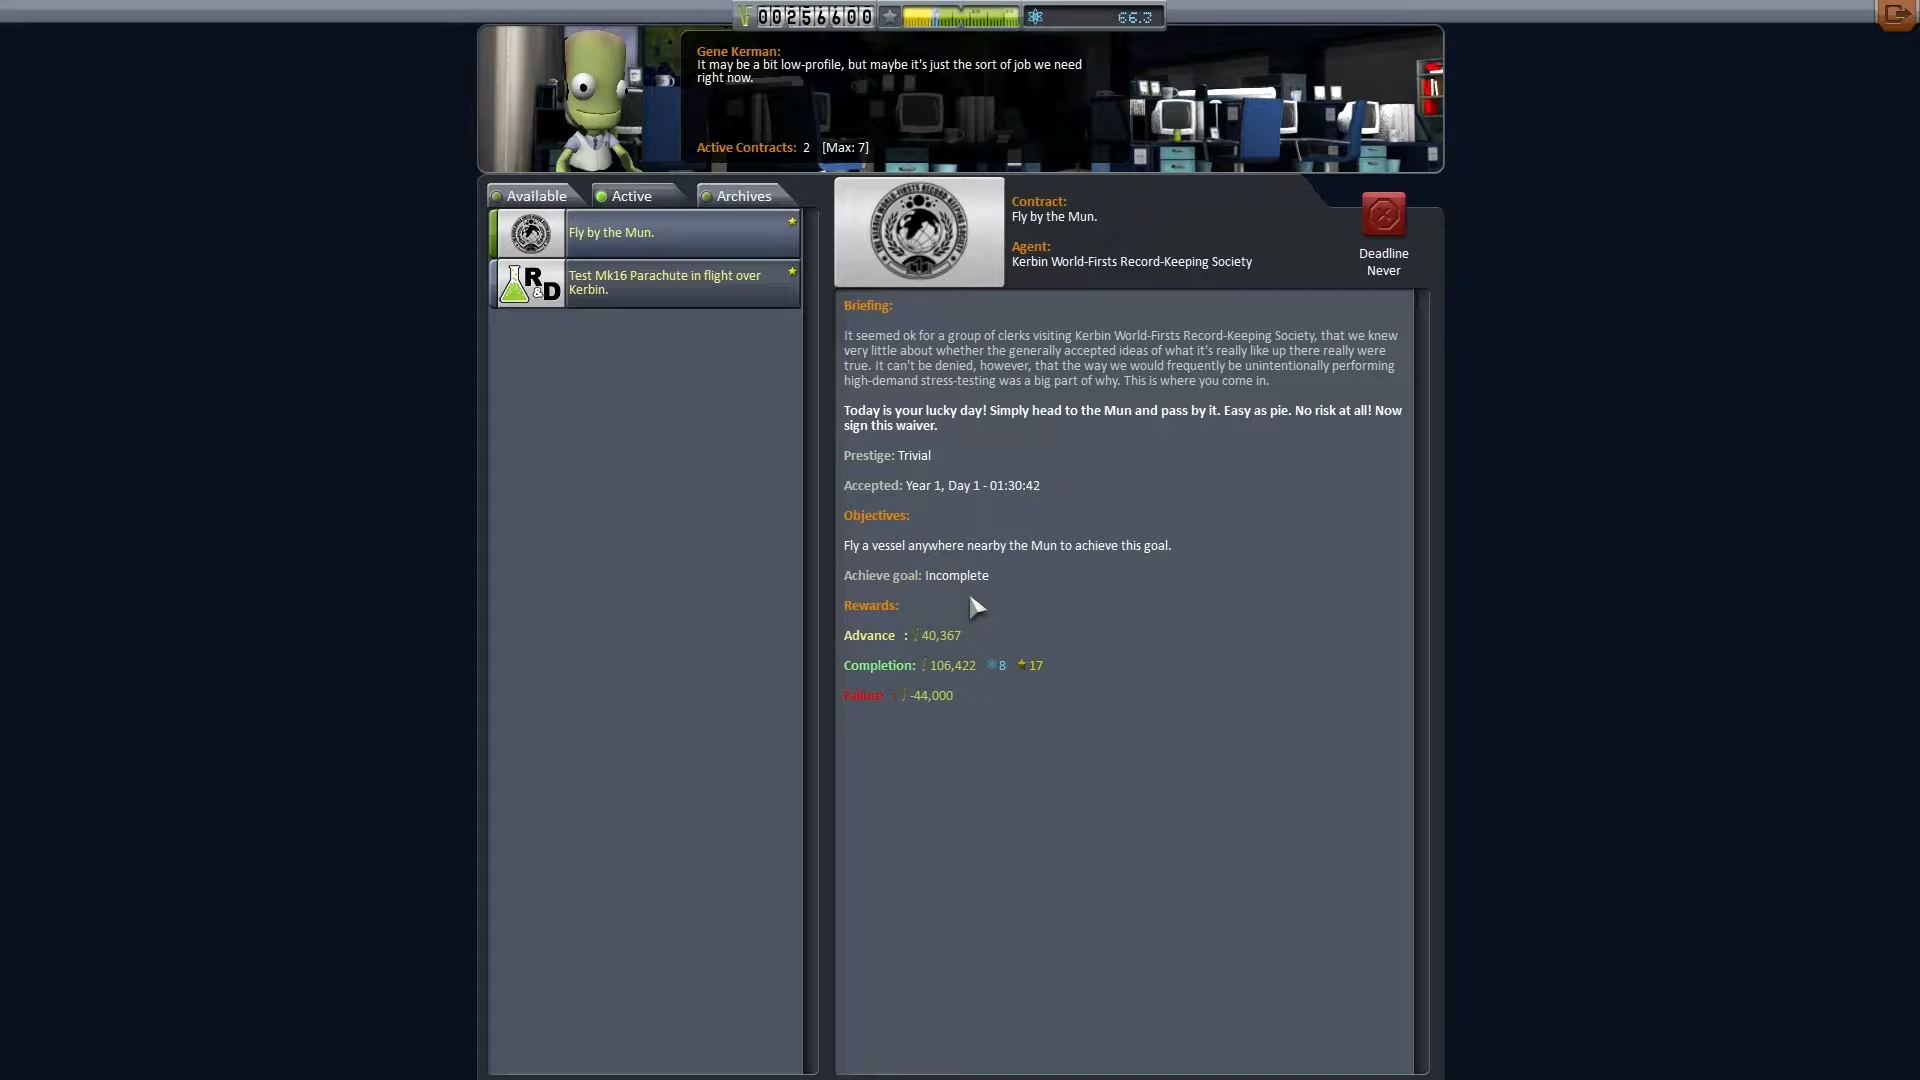 00256600
66.3
Gene Kerman:
It may be a bit low-profile, but maybe it's just the sort of job we need
right now.
Active Contracts: 2 [Max: 7]
Available
Active
Archives
Fly by the Mun.
Test Mk16 Parachute in flight over
Kerbin.
R&D
Contract:
Fly by the Mun.
Agent:
Kerbin World-Firsts Record-Keeping Society
Deadline
Never
Briefing:
It seemed ok for a group of clerks visiting Kerbin World-Firsts Record-Keeping Society, that we knew
very little about whether the generally accepted ideas of what it's really like up there really were
true. It can't be denied, however, that the way we would frequently be unintentionally performing
high-demand stress-testing was a big part of why. This is where you come in.
Today is your lucky day! Simply head to the Mun and pass by it. Easy as pie. No risk at all! Now
sign this waiver.
Prestige: Trivial
Accepted: Year 1, Day 1 - 01:30:42
Objectives:
Fly a vessel anywhere nearby the Mun to achieve this goal.
Achieve goal: Incomplete
Rewards:
Advance : 40,367
Completion: 106,422 8 17
Failure : -44,000